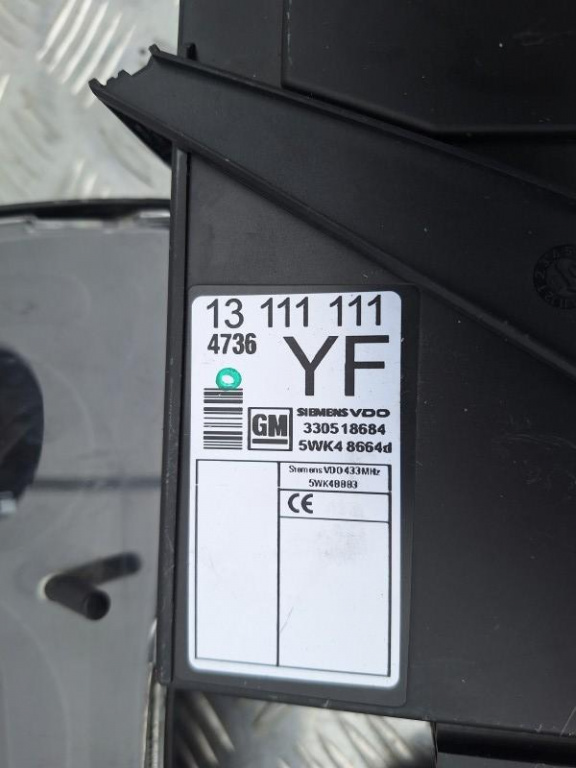 13 111 111
4736
YF
GM
SIEMENS VDO
330518684
5WK4 8664d
Siemens VDO 433MHz
5WK48883
CE